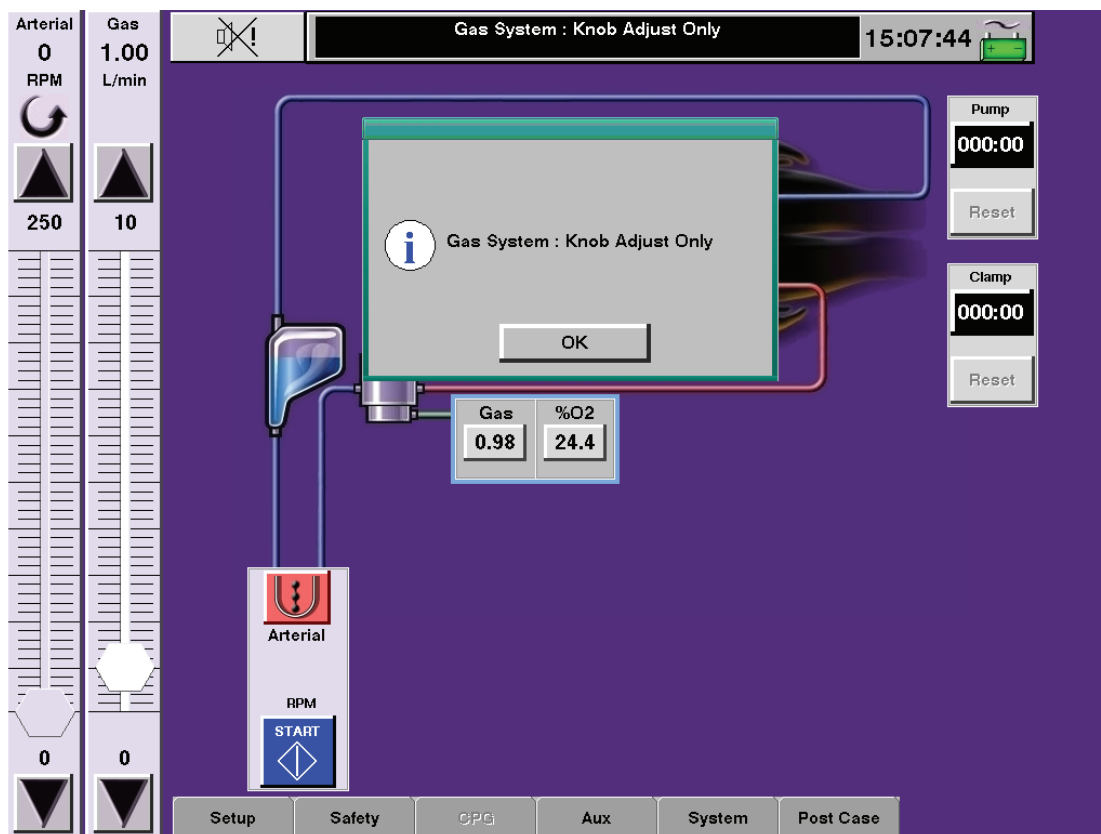 Arterial
0
RPM
250
0
Gas
1.00
L/min
10
0
!
Gas System : Knob Adjust Only
15:07:44
+ -
Pump
000:00
Reset
Clamp
000:00
Reset
i
Gas System : Knob Adjust Only
OK
Gas
0.98
%O2
24.4
Arterial
RPM
START
Setup Safety CPG Aux System Post Case